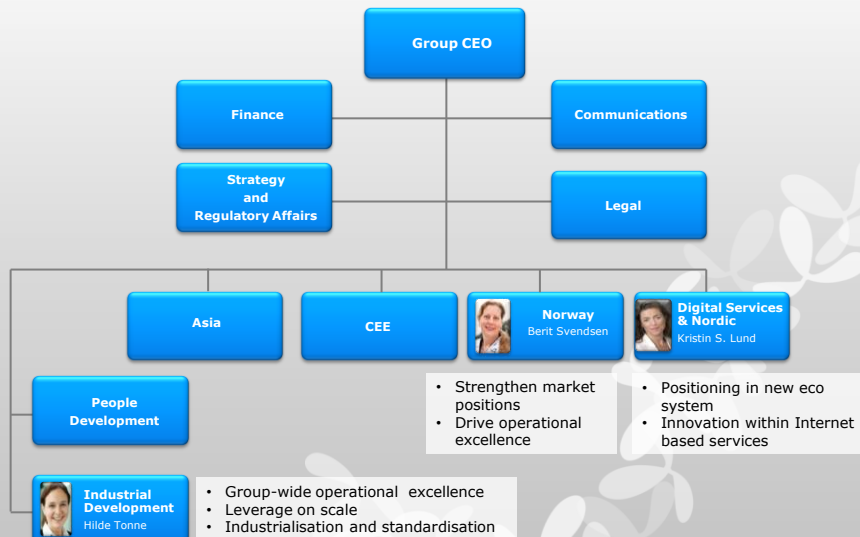 Group CEO
Finance
Communications
Strategy
and
Regulatory Affairs
Legal
Asia
CEE
Norway
Berit Svendsen
Digital Services
& Nordic
Kristin S. Lund
• Strengthen market
positions
• Drive operational
excellence
• Positioning in new eco
system
• Innovation within Internet
based services
People
Development
Industrial
Development
Hilde Tonne
• Group-wide operational excellence
• Leverage on scale
• Industrialisation and standardisation